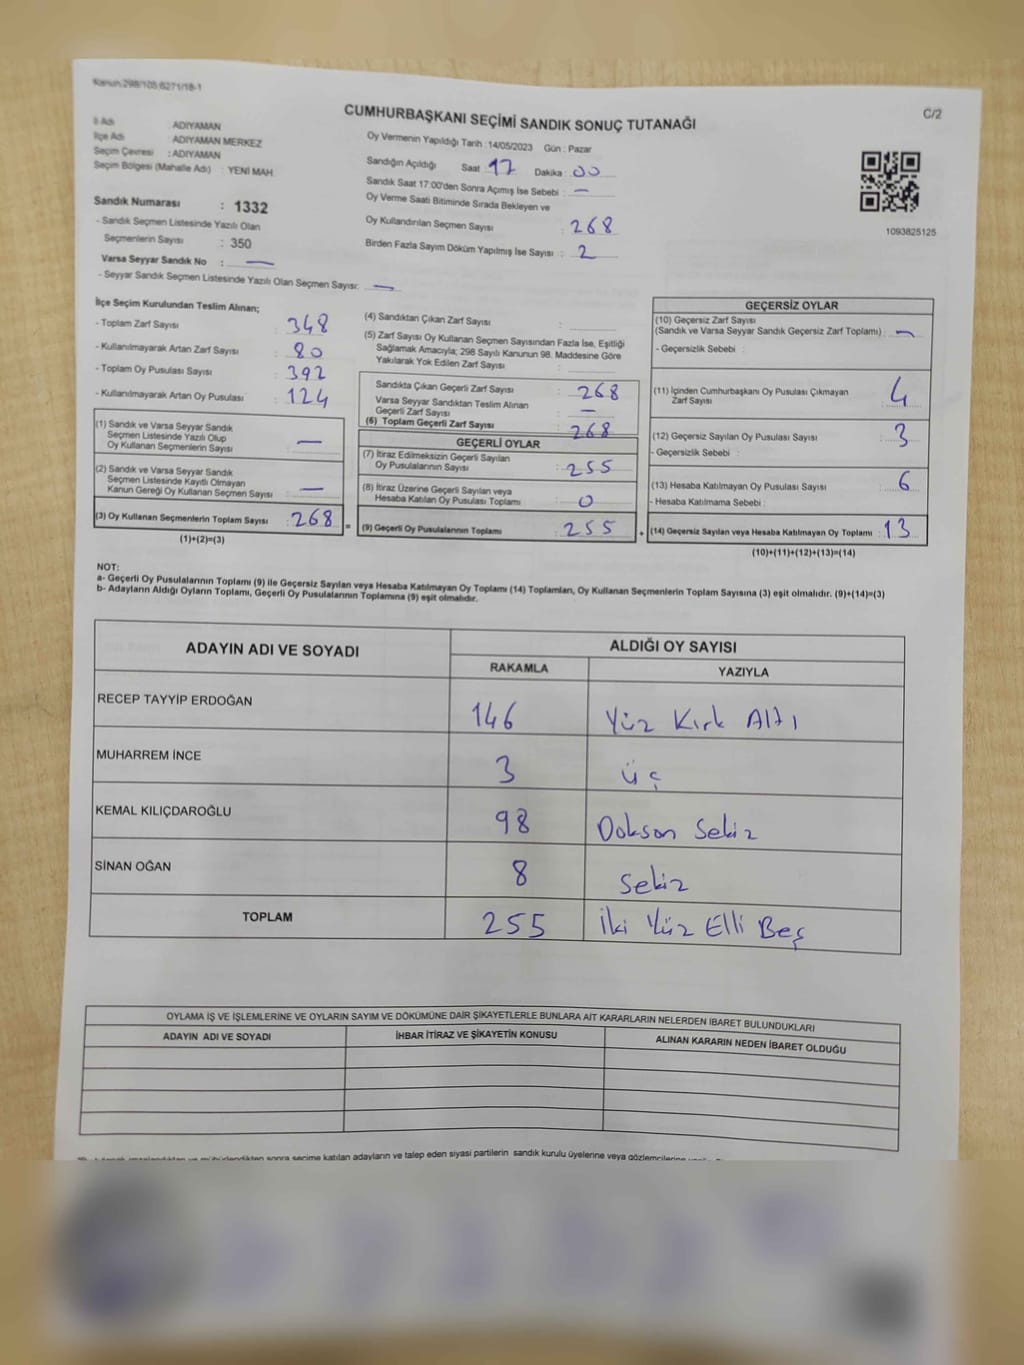 Kanun:298/105;6271/18-1
C/2
CUMHURBAŞKANI SEÇİMİ SANDIK SONUÇ TUTANAĞI
İl Adı : ADIYAMAN
İlçe Adı : ADIYAMAN MERKEZ
Seçim Çevresi : ADIYAMAN
Seçim Bölgesi (Mahalle Adı) : YENİ MAH.
Sandık Numarası : 1332
- Sandık Seçmen Listesinde Yazılı Olan
Seçmenlerin Sayısı : 350
Varsa Seyyar Sandık No : —
- Seyyar Sandık Seçmen Listesinde Yazılı Olan Seçmen Sayısı: —
Oy Vermenin Yapıldığı Tarih : 14/05/2023 Gün : Pazar
Sandığın Açıldığı Saat : 17 Dakika : 00
Sandık Saat 17:00'den Sonra Açımış İse Sebebi : —
Oy Verme Saati Bitiminde Sırada Bekleyen ve
Oy Kullandırılan Seçmen Sayısı : 268
Birden Fazla Sayım Döküm Yapılmış İse Sayısı : 2
1093825125
İlçe Seçim Kurulundan Teslim Alınan;
- Toplam Zarf Sayısı : 348
- Kullanılmayarak Artan Zarf Sayısı : 80
- Toplam Oy Pusulası Sayısı : 392
- Kullanılmayarak Artan Oy Pusulası : 124
(1) Sandık ve Varsa Seyyar Sandık
Seçmen Listesinde Yazılı Olup
Oy Kullanan Seçmenlerin Sayısı : —
(2) Sandık ve Varsa Seyyar Sandık
Seçmen Listesinde Kayıtlı Olmayan
Kanun Gereği Oy Kullanan Seçmen Sayısı : —
(3) Oy Kullanan Seçmenlerin Toplam Sayısı : 268
(1)+(2)=(3)
=
(4) Sandıktan Çıkan Zarf Sayısı :
(5) Zarf Sayısı Oy Kullanan Seçmen Sayısından Fazla İse, Eşitliği
Sağlamak Amacıyla; 298 Sayılı Kanunun 98. Maddesine Göre
Yakılarak Yok Edilen Zarf Sayısı :
Sandıkta Çıkan Geçerli Zarf Sayısı : 268
Varsa Seyyar Sandıktan Teslim Alınan
Geçerli Zarf Sayısı : —
(6) Toplam Geçerli Zarf Sayısı : 268
GEÇERLİ OYLAR
(7) İtiraz Edilmeksizin Geçerli Sayılan
Oy Pusulalarının Sayısı : 255
(8) İtiraz Üzerine Geçerli Sayılan veya
Hesaba Katılan Oy Pusulası Toplamı : 0
(9) Geçerli Oy Pusulalarının Toplamı : 255
+
GEÇERSİZ OYLAR
(10) Geçersiz Zarf Sayısı
(Sandık ve Varsa Seyyar Sandık Geçersiz Zarf Toplamı) : —
- Geçersizlik Sebebi :
(11) İçinden Cumhurbaşkanı Oy Pusulası Çıkmayan
Zarf Sayısı : 4
(12) Geçersiz Sayılan Oy Pusulası Sayısı : 3
- Geçersizlik Sebebi :
(13) Hesaba Katılmayan Oy Pusulası Sayısı : 6
- Hesaba Katılmama Sebebi :
(14) Geçersiz Sayılan veya Hesaba Katılmayan Oy Toplamı : 13
(10)+(11)+(12)+(13)=(14)
NOT:
a- Geçerli Oy Pusulalarının Toplamı (9) ile Geçersiz Sayılan veya Hesaba Katılmayan Oy Toplamı (14) Toplamları, Oy Kullanan Seçmenlerin Toplam Sayısına (3) eşit olmalıdır. (9)+(14)=(3)
b- Adayların Aldığı Oyların Toplamı, Geçerli Oy Pusulalarının Toplamına (9) eşit olmalıdır.
ADAYIN ADI VE SOYADI
ALDIĞI OY SAYISI
RAKAMLA YAZIYLA
RECEP TAYYİP ERDOĞAN 146 Yüz Kırk Altı
MUHARREM İNCE 3 üç
KEMAL KILIÇDAROĞLU 98 Doksan Sekiz
SİNAN OĞAN 8 Sekiz
TOPLAM 255 İki Yüz Elli Beş
OYLAMA İŞ VE İŞLEMLERİNE VE OYLARIN SAYIM VE DÖKÜMÜNE DAİR ŞİKAYETLERLE BUNLARA AİT KARARLARIN NELERDEN İBARET BULUNDUKLARI
ADAYIN ADI VE SOYADI İHBAR İTİRAZ VE ŞİKAYETİN KONUSU ALINAN KARARIN NEDEN İBARET OLDUĞU
sonra seçime katılan adayların ve talep eden siyasi partilerin sandık kurulu üyelerine veya gözlemcilerine